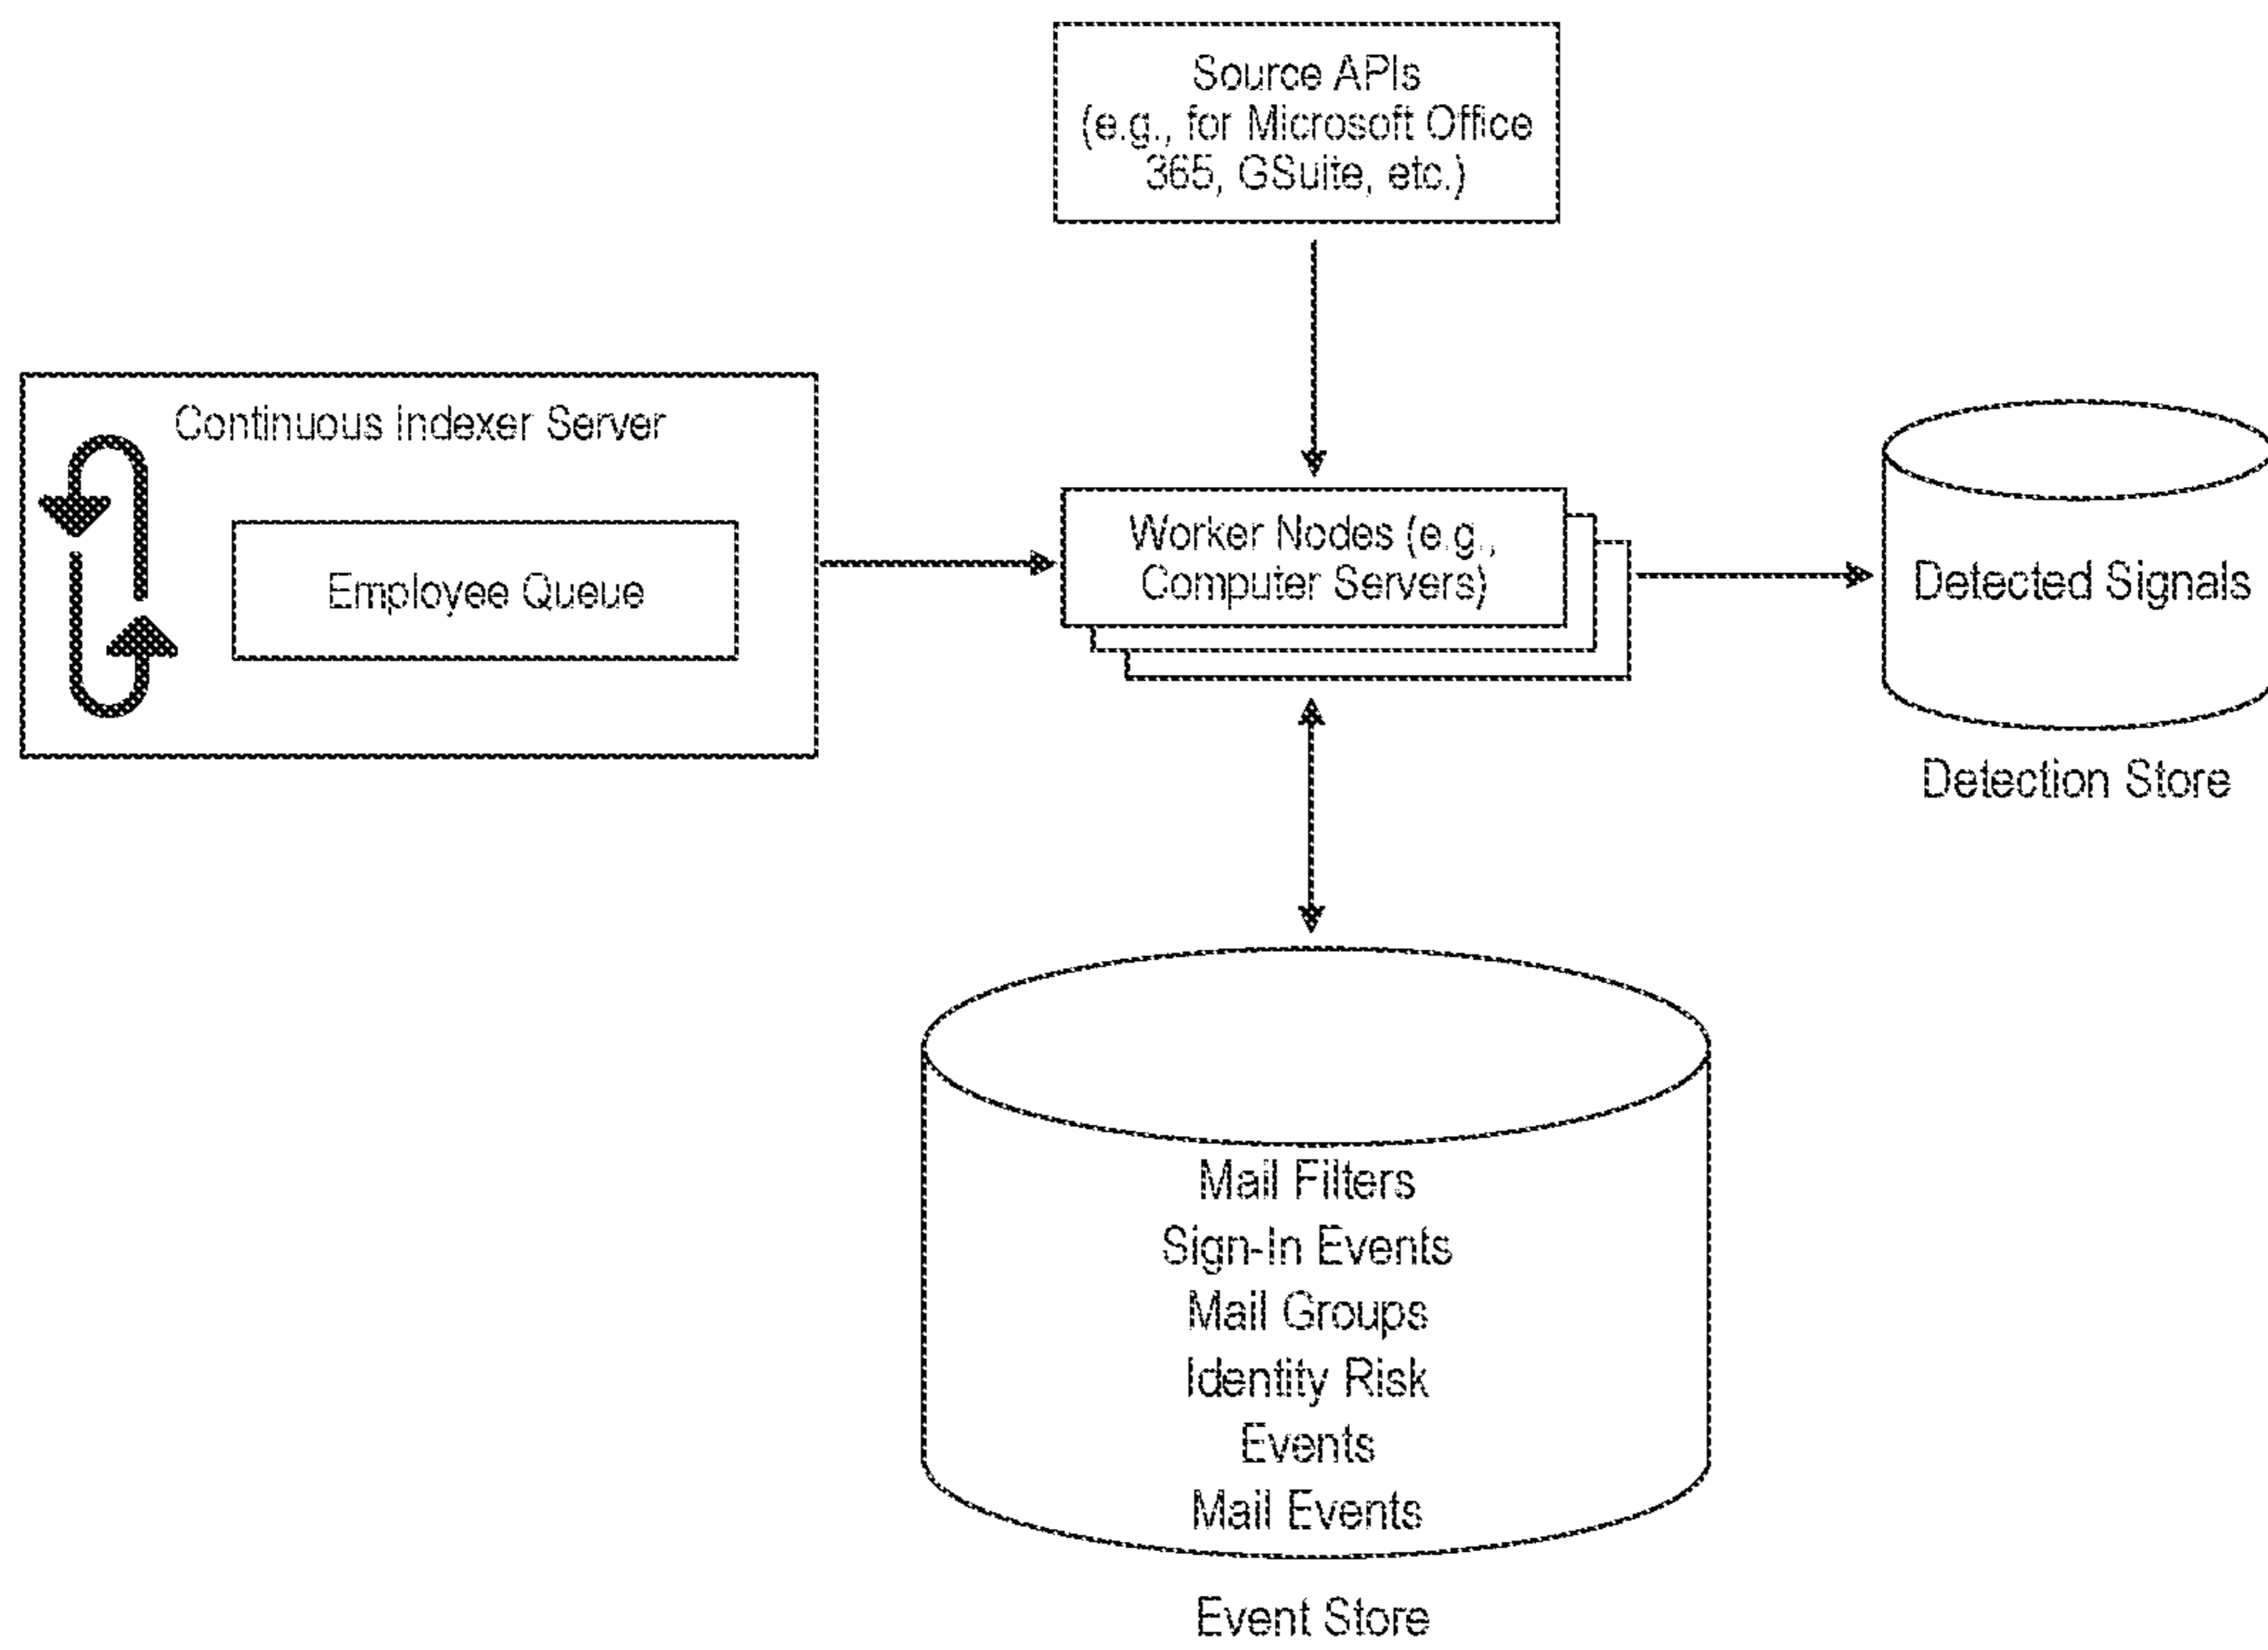 Source APIs
(e.g., for Microsoft Office
365, GSuite, etc.)
Continuous Indexer Server
Employee Queue
Worker Nodes (e.g.,
Computer Servers)
Detected Signals
Detection Store
Mail Filters
Sign-In Events
Mail Groups
Identity Risk
Events
Mail Events
Event Store